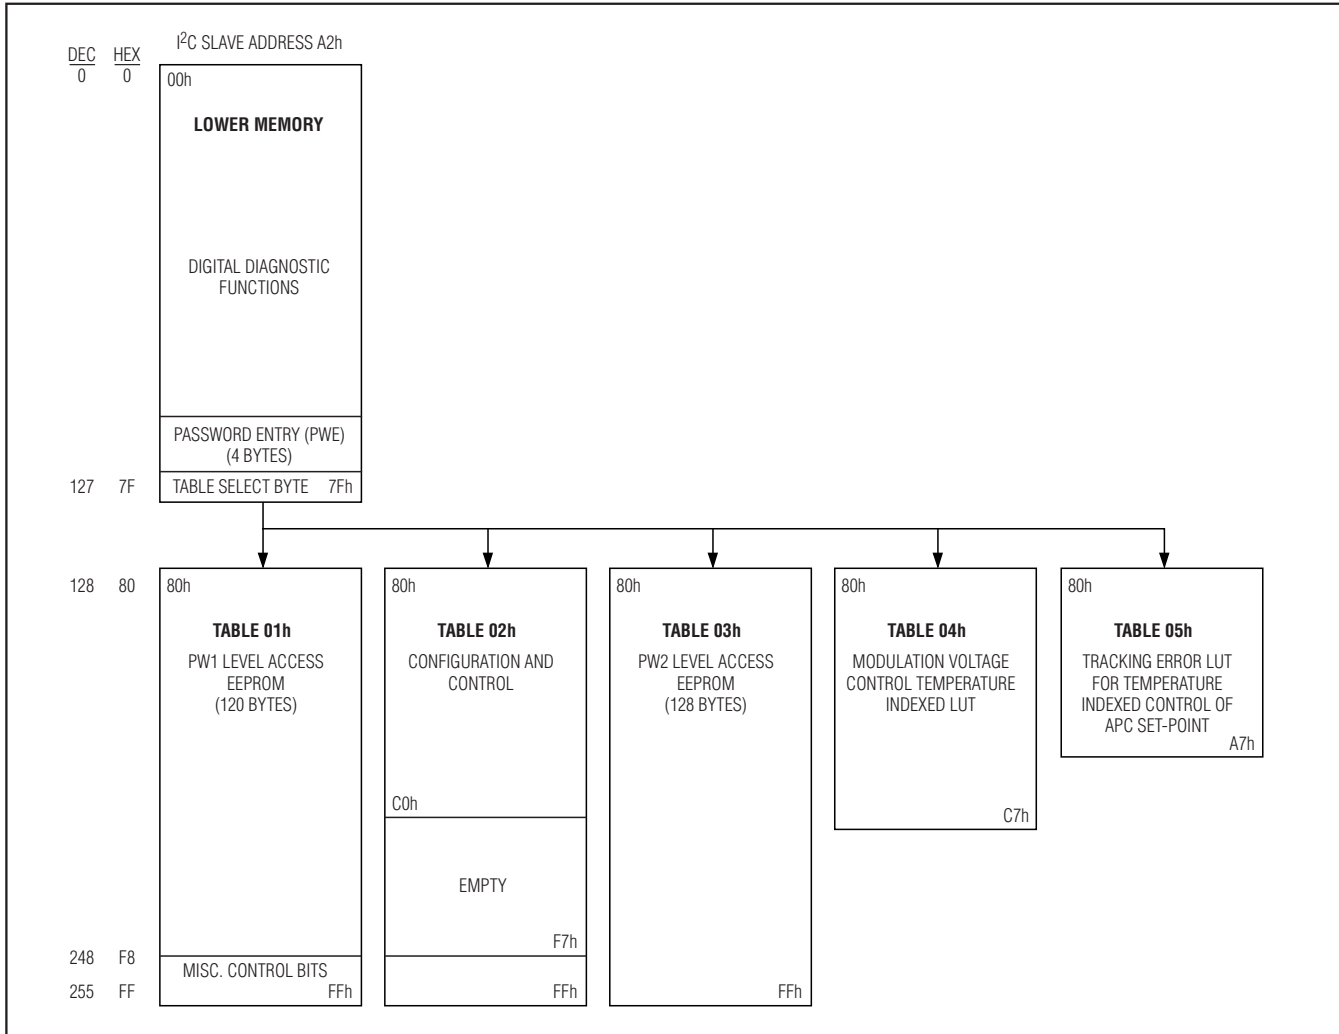 I2C SLAVE ADDRESS A2h
DEC HEX
0 0
00h
LOWER MEMORY
DIGITAL DIAGNOSTIC
FUNCTIONS
PASSWORD ENTRY (PWE)
(4 BYTES)
127 7F TABLE SELECT BYTE 7Fh
128 80
80h
TABLE 01h
PW1 LEVEL ACCESS
EEPROM
(120 BYTES)
248 F8
MISC. CONTROL BITS
255 FF
FFh
80h
TABLE 02h
CONFIGURATION AND
CONTROL
C0h
EMPTY
F7h
FFh
80h
TABLE 03h
PW2 LEVEL ACCESS
EEPROM
(128 BYTES)
FFh
80h
TABLE 04h
MODULATION VOLTAGE
CONTROL TEMPERATURE
INDEXED LUT
C7h
80h
TABLE 05h
TRACKING ERROR LUT
FOR TEMPERATURE
INDEXED CONTROL OF
APC SET-POINT
A7h